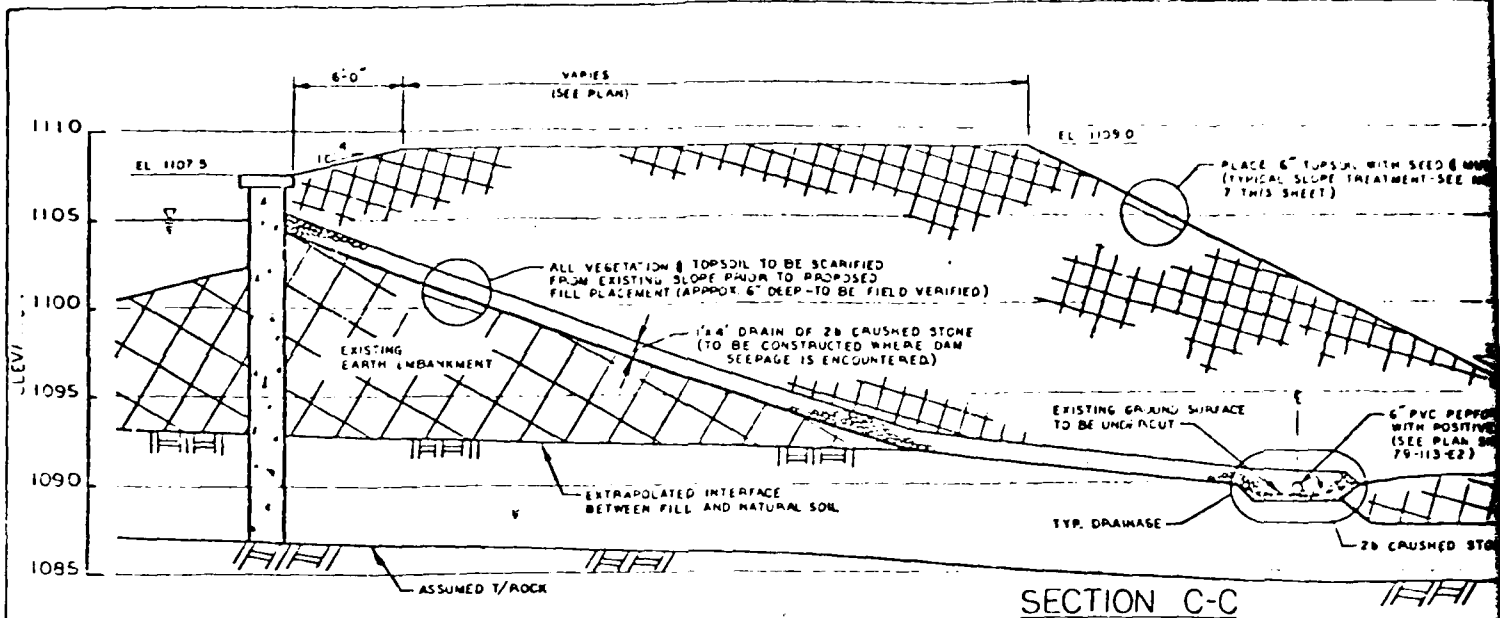 6'-0"
VARIES
(SEE PLAN)
1110
EL 1107.5
4
10
EL 1109.0
PLACE 6" TOPSOIL WITH SEED &
(TYPICAL SLOPE TREATMENT-SEE
7 THIS SHEET)
1105
ALL VEGETATION & TOPSOIL TO BE SCARIFIED
FROM EXISTING SLOPE PRIOR TO PROPOSED
FILL PLACEMENT (APPROX. 6" DEEP-TO BE FIELD VERIFIED)
1100
1'x4' DRAIN OF 2b CRUSHED STONE
(TO BE CONSTRUCTED WHERE DAM
SEEPAGE IS ENCOUNTERED)
EXISTING
EARTH EMBANKMENT
1095
EXISTING GROUND SURFACE
TO BE UNDERCUT
6" PVC
WITH POSITIVE
(SEE PLAN
79-113-E2)
1090
EXTRAPOLATED INTERFACE
BETWEEN FILL AND NATURAL SOIL
TYP. DRAINAGE
2b CRUSHED
1085
ASSUMED T/ROCK
SECTION C-C